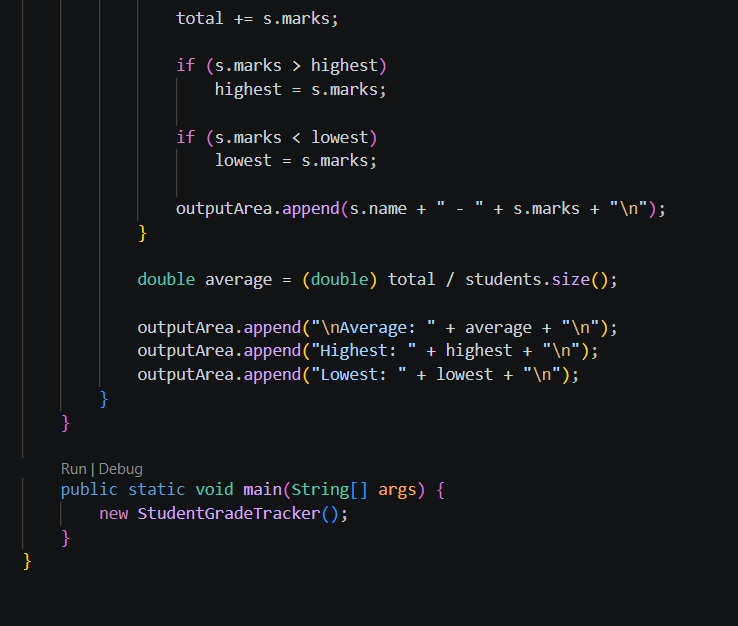 total += s.marks;
if (s.marks > highest)
highest = s.marks;
if (s.marks < lowest)
lowest = s.marks;
outputArea.append(s.name + " - " + s.marks + "\n");
}
double average = (double) total / students.size();
outputArea.append("\nAverage: " + average + "\n");
outputArea.append("Highest: " + highest + "\n");
outputArea.append("Lowest: " + lowest + "\n");
}
}
Run | Debug
public static void main(String[] args) {
new StudentGradeTracker();
}
}